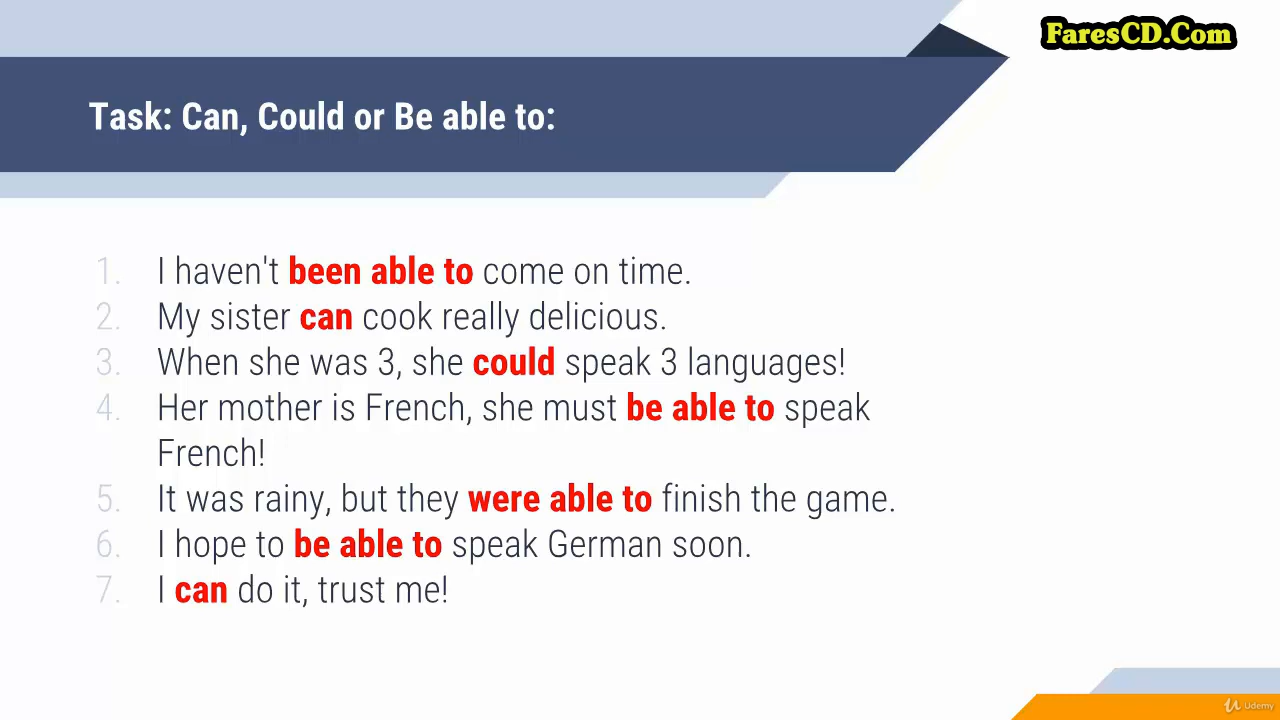 FaresCD.Com
Task: Can, Could or Be able to:
1. I haven't been able to come on time.
2. My sister can cook really delicious.
3. When she was 3, she could speak 3 languages!
4. Her mother is French, she must be able to speak
French!
5. It was rainy, but they were able to finish the game.
6. I hope to be able to speak German soon.
7. I can do it, trust me!
Udemy